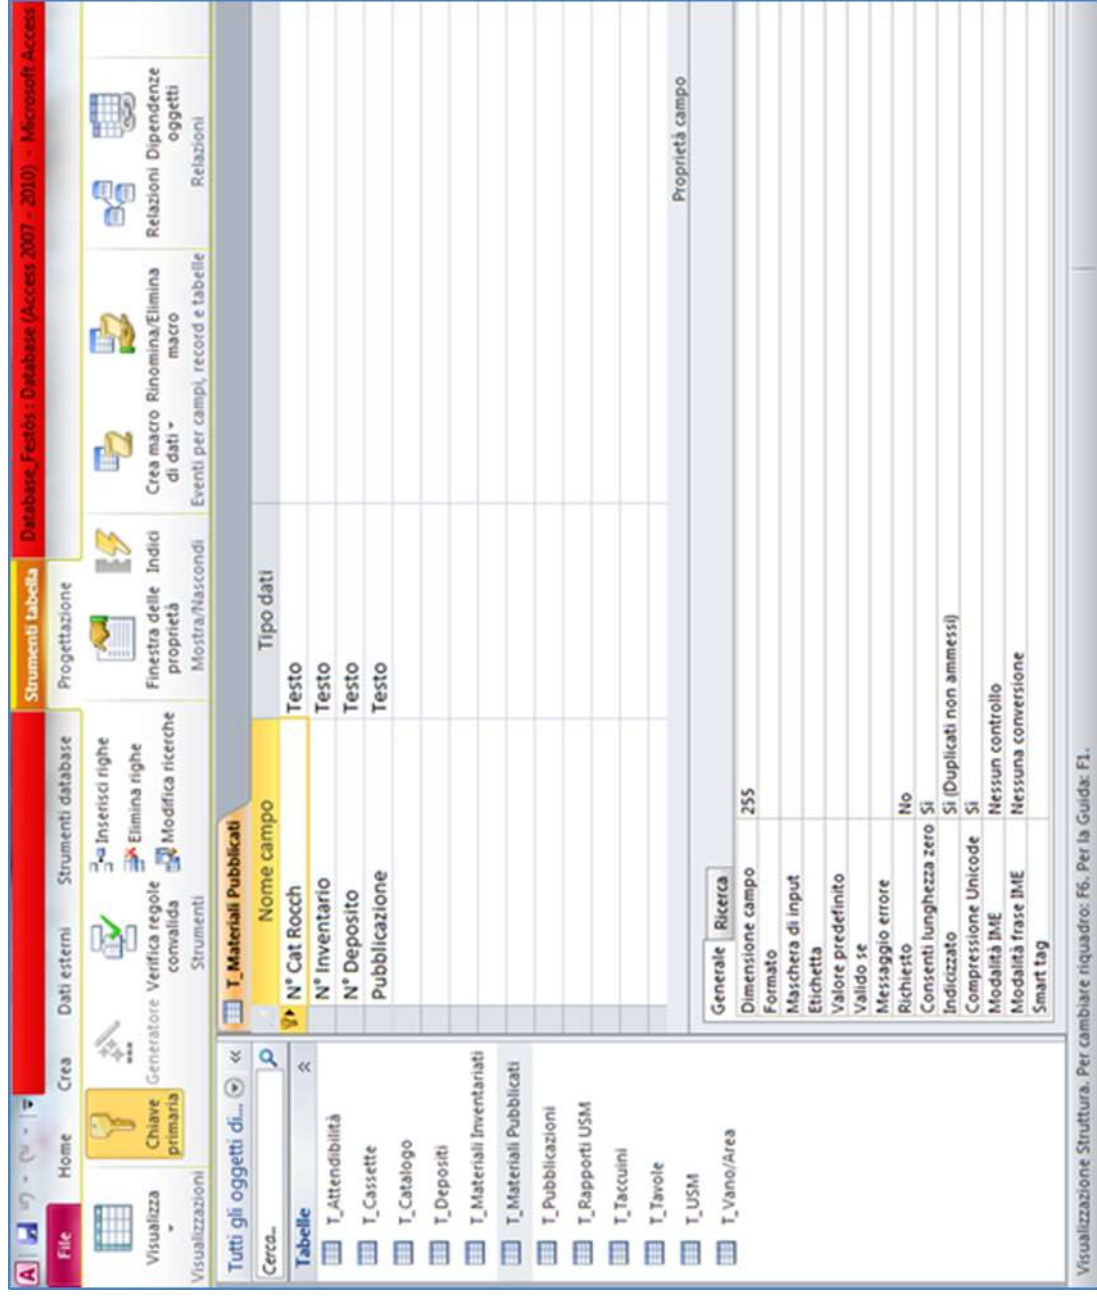 Strumenti tabella
Database_Festòs : Database (Access 2007 - 2010) - Microsoft Access
File
Home
Crea
Dati esterni
Strumenti database
Progettazione
Visualizza
Chiave primaria
Generatore
Verifica regole convalida
Inserisci righe
Elimina righe
Modifica ricerche
Finestra delle proprietà
Indici
Crea macro di dati
Rinomina/Elimina macro
Relazioni
Dipendenze oggetti
Visualizzazioni
Strumenti
Mostra/Nascondi
Eventi per campi, record e tabelle
Relazioni
Tutti gli oggetti di...
Cerca...
Tabelle
T_Attendibilità
T_Cassette
T_Catalogo
T_Depositi
T_Materiali Inventariati
T_Materiali Pubblicati
T_Pubblicazioni
T_Rapporti USM
T_Taccuini
T_Tavole
T_USM
T_Vano/Area
T_Materiali Pubblicati
Nome campo Tipo dati
N° Cat Rocch Testo
N° Inventario Testo
N° Deposito Testo
Pubblicazione Testo
Proprietà campo
Generale Ricerca
Dimensione campo 255
Formato
Maschera di input
Etichetta
Valore predefinito
Valido se
Messaggio errore
Richiesto No
Consenti lunghezza zero Sì
Indicizzato Sì (Duplicati non ammessi)
Compressione Unicode Sì
Modalità IME Nessun controllo
Modalità frase IME Nessuna conversione
Smart tag
Visualizzazione Struttura. Per cambiare riquadro: F6. Per la Guida: F1.